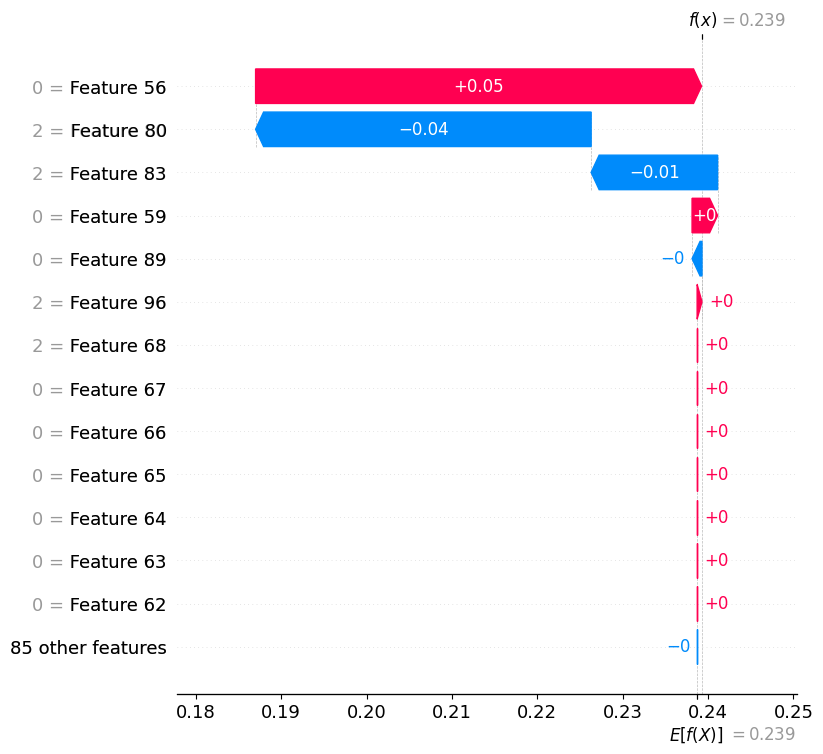 f(x) = 0.239
0 = Feature 56
+0.05
2 = Feature 80
−0.04
2 = Feature 83
−0.01
0 = Feature 59
+0
0 = Feature 89
−0
2 = Feature 96
+0
2 = Feature 68
+0
0 = Feature 67
+0
0 = Feature 66
+0
0 = Feature 65
+0
0 = Feature 64
+0
0 = Feature 63
+0
0 = Feature 62
+0
85 other features
−0
0.18 0.19 0.20 0.21 0.22 0.23 0.24 0.25
E[f(X)] = 0.239